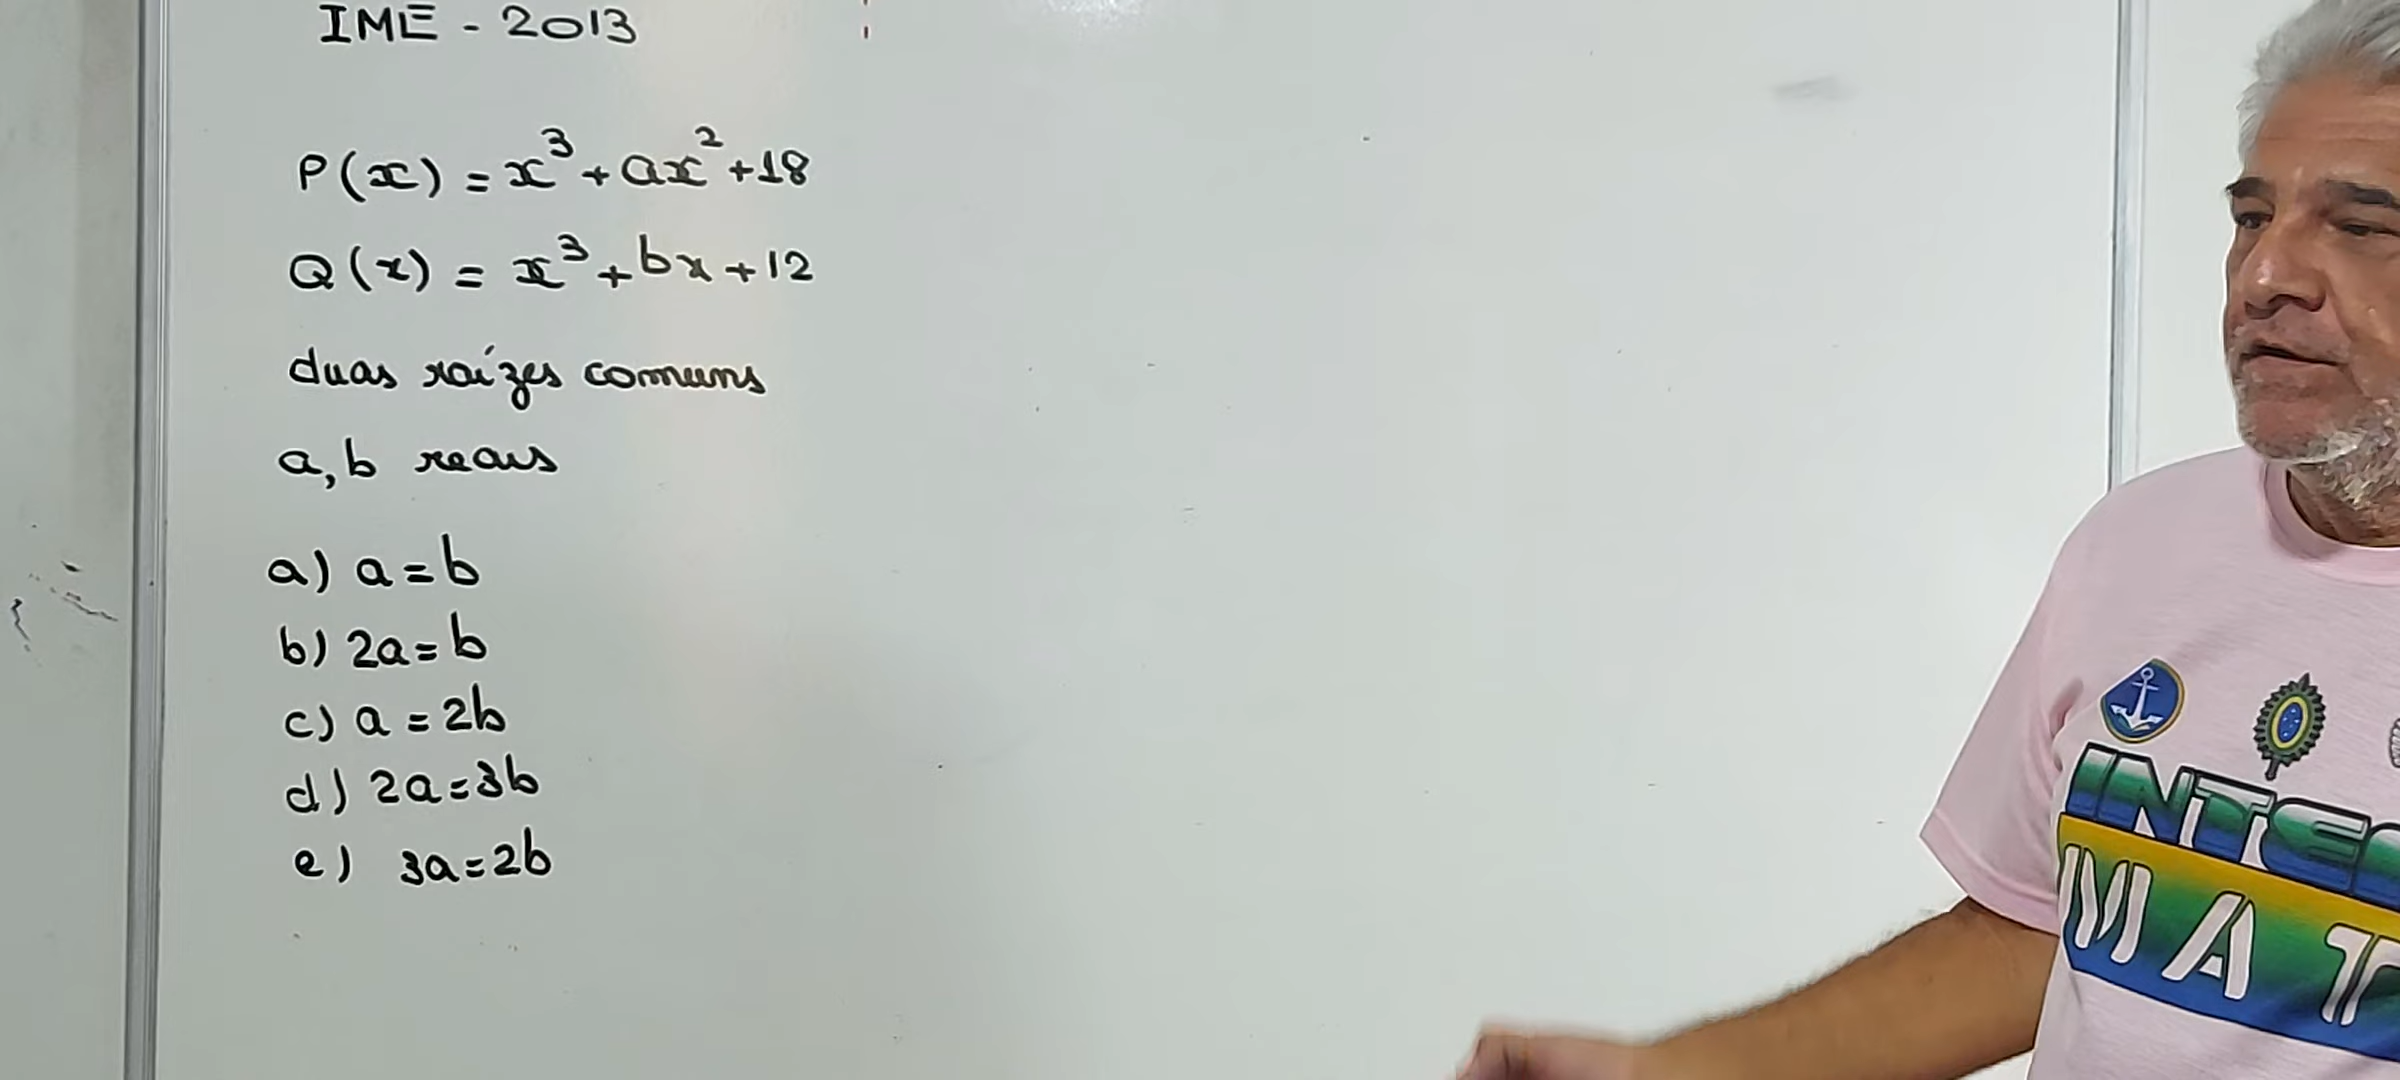 IME - 2013
P(x) = x³ + ax² + 18
Q(x) = x³ + bx + 12
duas raízes comuns
a, b reais
a) a = b
b) 2a = b
c) a = 2b
d) 2a = 3b
e) 3a = 2b